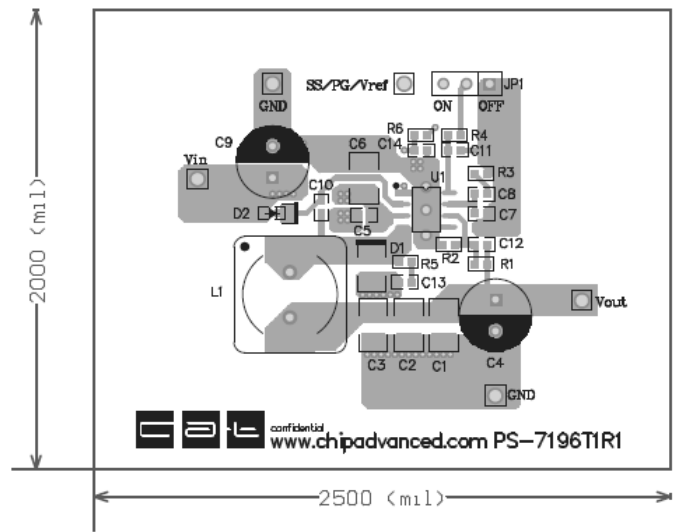 SS/PG/Vref
JP1
GND
ON OFF
C9
R6
R4
C6
C14
C11
Vin
U1
R3
C10
C8
D2
C7
C5
D1
R2
C12
R5
R1
L1
C13
Vout
C3
C2
C1
C4
GND
confidential
www.chipadvanced.com PS-7196T1R1
2000 (mil)
2500 (mil)